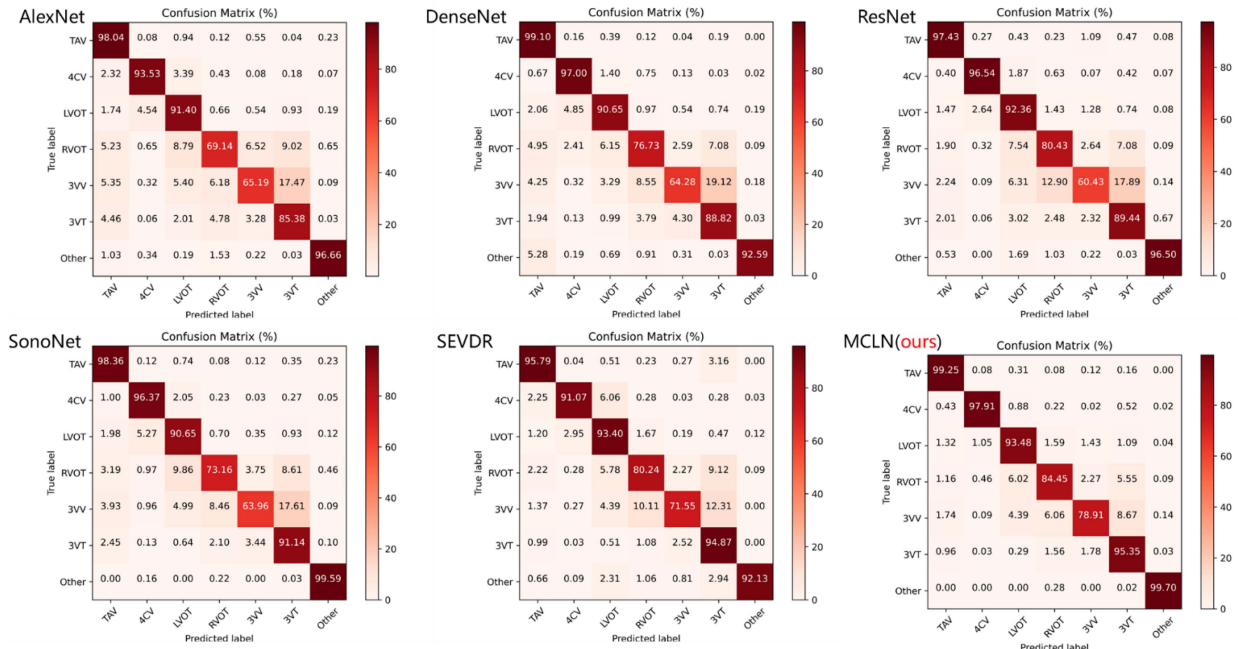 AlexNet
Confusion Matrix (%)
TAV 98.04 0.08 0.94 0.12 0.55 0.04 0.23
4CV 2.32 93.53 3.39 0.43 0.08 0.18 0.07
LVOT 1.74 4.54 91.40 0.66 0.54 0.93 0.19
RVOT 5.23 0.65 8.79 69.14 6.52 9.02 0.65
3VV 5.35 0.32 5.40 6.18 65.19 17.47 0.09
3VT 4.46 0.06 2.01 4.78 3.28 85.38 0.03
Other 1.03 0.34 0.19 1.53 0.22 0.03 96.66
True label
TAV 4CV LVOT RVOT 3VV 3VT Other
Predicted label
80
60
40
20
DenseNet
Confusion Matrix (%)
TAV 99.10 0.16 0.39 0.12 0.04 0.19 0.00
4CV 0.67 97.00 1.40 0.75 0.13 0.03 0.02
LVOT 2.06 4.85 90.65 0.97 0.54 0.74 0.19
RVOT 4.95 2.41 6.15 76.73 2.59 7.08 0.09
3VV 4.25 0.32 3.29 8.55 64.28 19.12 0.18
3VT 1.94 0.13 0.99 3.79 4.30 88.82 0.03
Other 5.28 0.19 0.69 0.91 0.31 0.03 92.59
True label
TAV 4CV LVOT RVOT 3VV 3VT Other
Predicted label
80
60
40
20
0
ResNet
Confusion Matrix (%)
TAV 97.43 0.27 0.43 0.23 1.09 0.47 0.08
4CV 0.40 96.54 1.87 0.63 0.07 0.42 0.07
LVOT 1.47 2.64 92.36 1.43 1.28 0.74 0.08
RVOT 1.90 0.32 7.54 80.43 2.64 7.08 0.09
3VV 2.24 0.09 6.31 12.90 60.43 17.89 0.14
3VT 2.01 0.06 3.02 2.48 2.32 89.44 0.67
Other 0.53 0.00 1.69 1.03 0.22 0.03 96.50
True label
TAV 4CV LVOT RVOT 3VV 3VT Other
Predicted label
80
60
40
20
0
SonoNet
Confusion Matrix (%)
TAV 98.36 0.12 0.74 0.08 0.12 0.35 0.23
4CV 1.00 96.37 2.05 0.23 0.03 0.27 0.05
LVOT 1.98 5.27 90.65 0.70 0.35 0.93 0.12
RVOT 3.19 0.97 9.86 73.16 3.75 8.61 0.46
3VV 3.93 0.96 4.99 8.46 63.96 17.61 0.09
3VT 2.45 0.13 0.64 2.10 3.44 91.14 0.10
Other 0.00 0.16 0.00 0.22 0.00 0.03 99.59
True label
TAV 4CV LVOT RVOT 3VV 3VT Other
Predicted label
80
60
40
20
0
SEVDR
Confusion Matrix (%)
TAV 95.79 0.04 0.51 0.23 0.27 3.16 0.00
4CV 2.25 91.07 6.06 0.28 0.03 0.28 0.03
LVOT 1.20 2.95 93.40 1.67 0.19 0.47 0.12
RVOT 2.22 0.28 5.78 80.24 2.27 9.12 0.09
3VV 1.37 0.27 4.39 10.11 71.55 12.31 0.00
3VT 0.99 0.03 0.51 1.08 2.52 94.87 0.00
Other 0.66 0.09 2.31 1.06 0.81 2.94 92.13
True label
TAV 4CV LVOT RVOT 3VV 3VT Other
Predicted label
80
60
40
20
0
MCLN(ours)
Confusion Matrix (%)
TAV 99.25 0.08 0.31 0.08 0.12 0.16 0.00
4CV 0.43 97.91 0.88 0.22 0.02 0.52 0.02
LVOT 1.32 1.05 93.48 1.59 1.43 1.09 0.04
RVOT 1.16 0.46 6.02 84.45 2.27 5.55 0.09
3VV 1.74 0.09 4.39 6.06 78.91 8.67 0.14
3VT 0.96 0.03 0.29 1.56 1.78 95.35 0.03
Other 0.00 0.00 0.00 0.28 0.00 0.02 99.70
True label
TAV 4CV LVOT RVOT 3VV 3VT Other
Predicted label
80
60
40
20
0